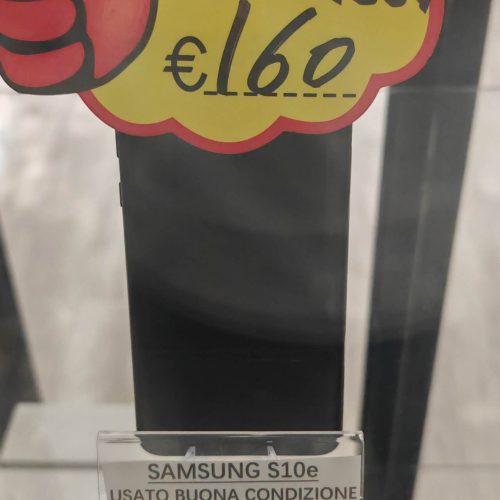 €160
SAMSUNG S10e
USATO BUONA CONDIZIONE